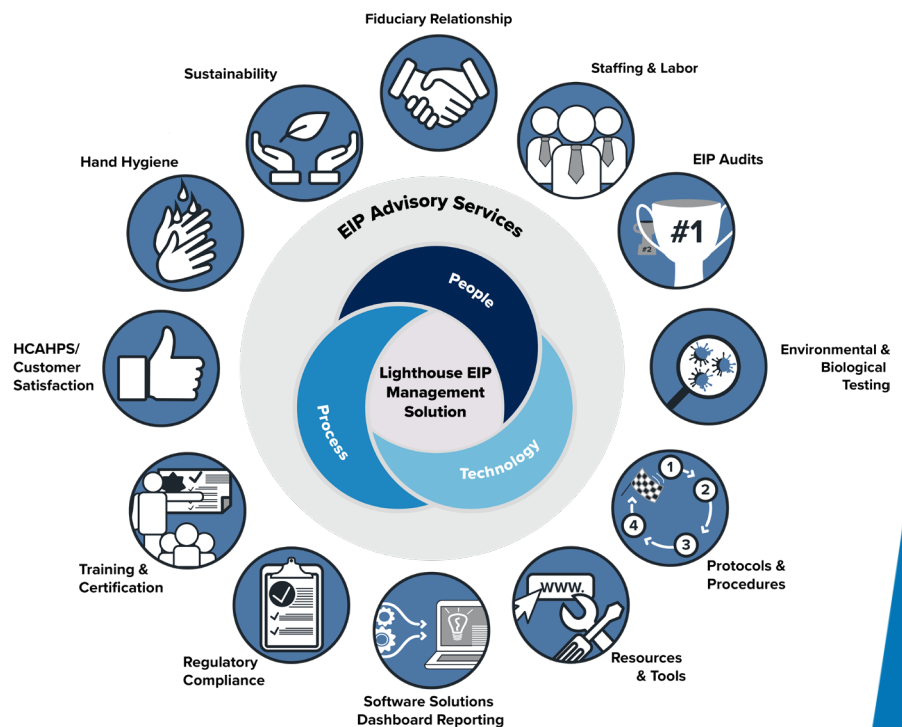 Fiduciary Relationship
Staffing & Labor
Sustainability
EIP Audits
#1
#2
Hand Hygiene
EIP Advisory Services
People
HCAHPS/
Customer
Satisfaction
Lighthouse EIP
Management
Solution
Environmental &
Biological
Testing
Process
Technology
1
2
3
4
Training &
Certification
Protocols &
Procedures
WWW.
Regulatory
Compliance
Resources
& Tools
Software Solutions
Dashboard Reporting